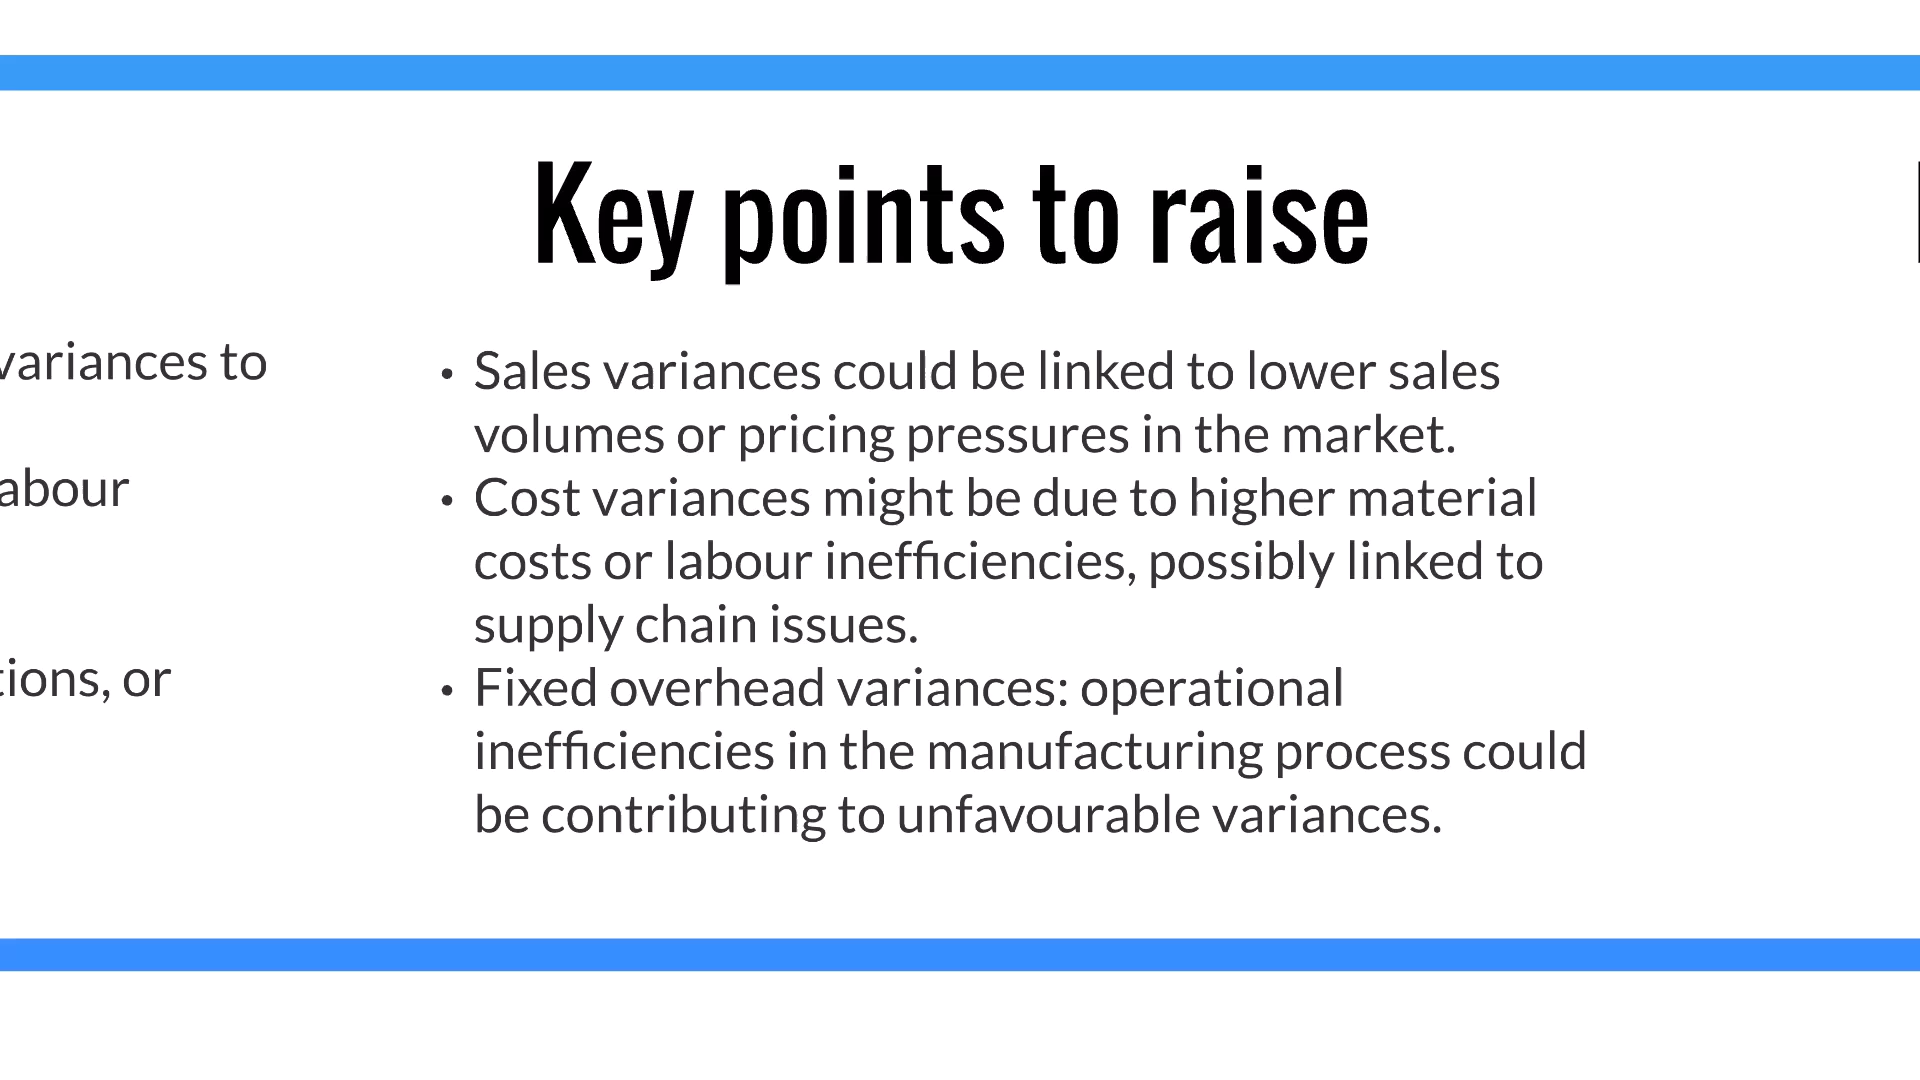 Key points to raise
variances to
abour
tions, or
• Sales variances could be linked to lower sales
volumes or pricing pressures in the market.
• Cost variances might be due to higher material
costs or labour inefficiencies, possibly linked to
supply chain issues.
• Fixed overhead variances: operational
inefficiencies in the manufacturing process could
be contributing to unfavourable variances.